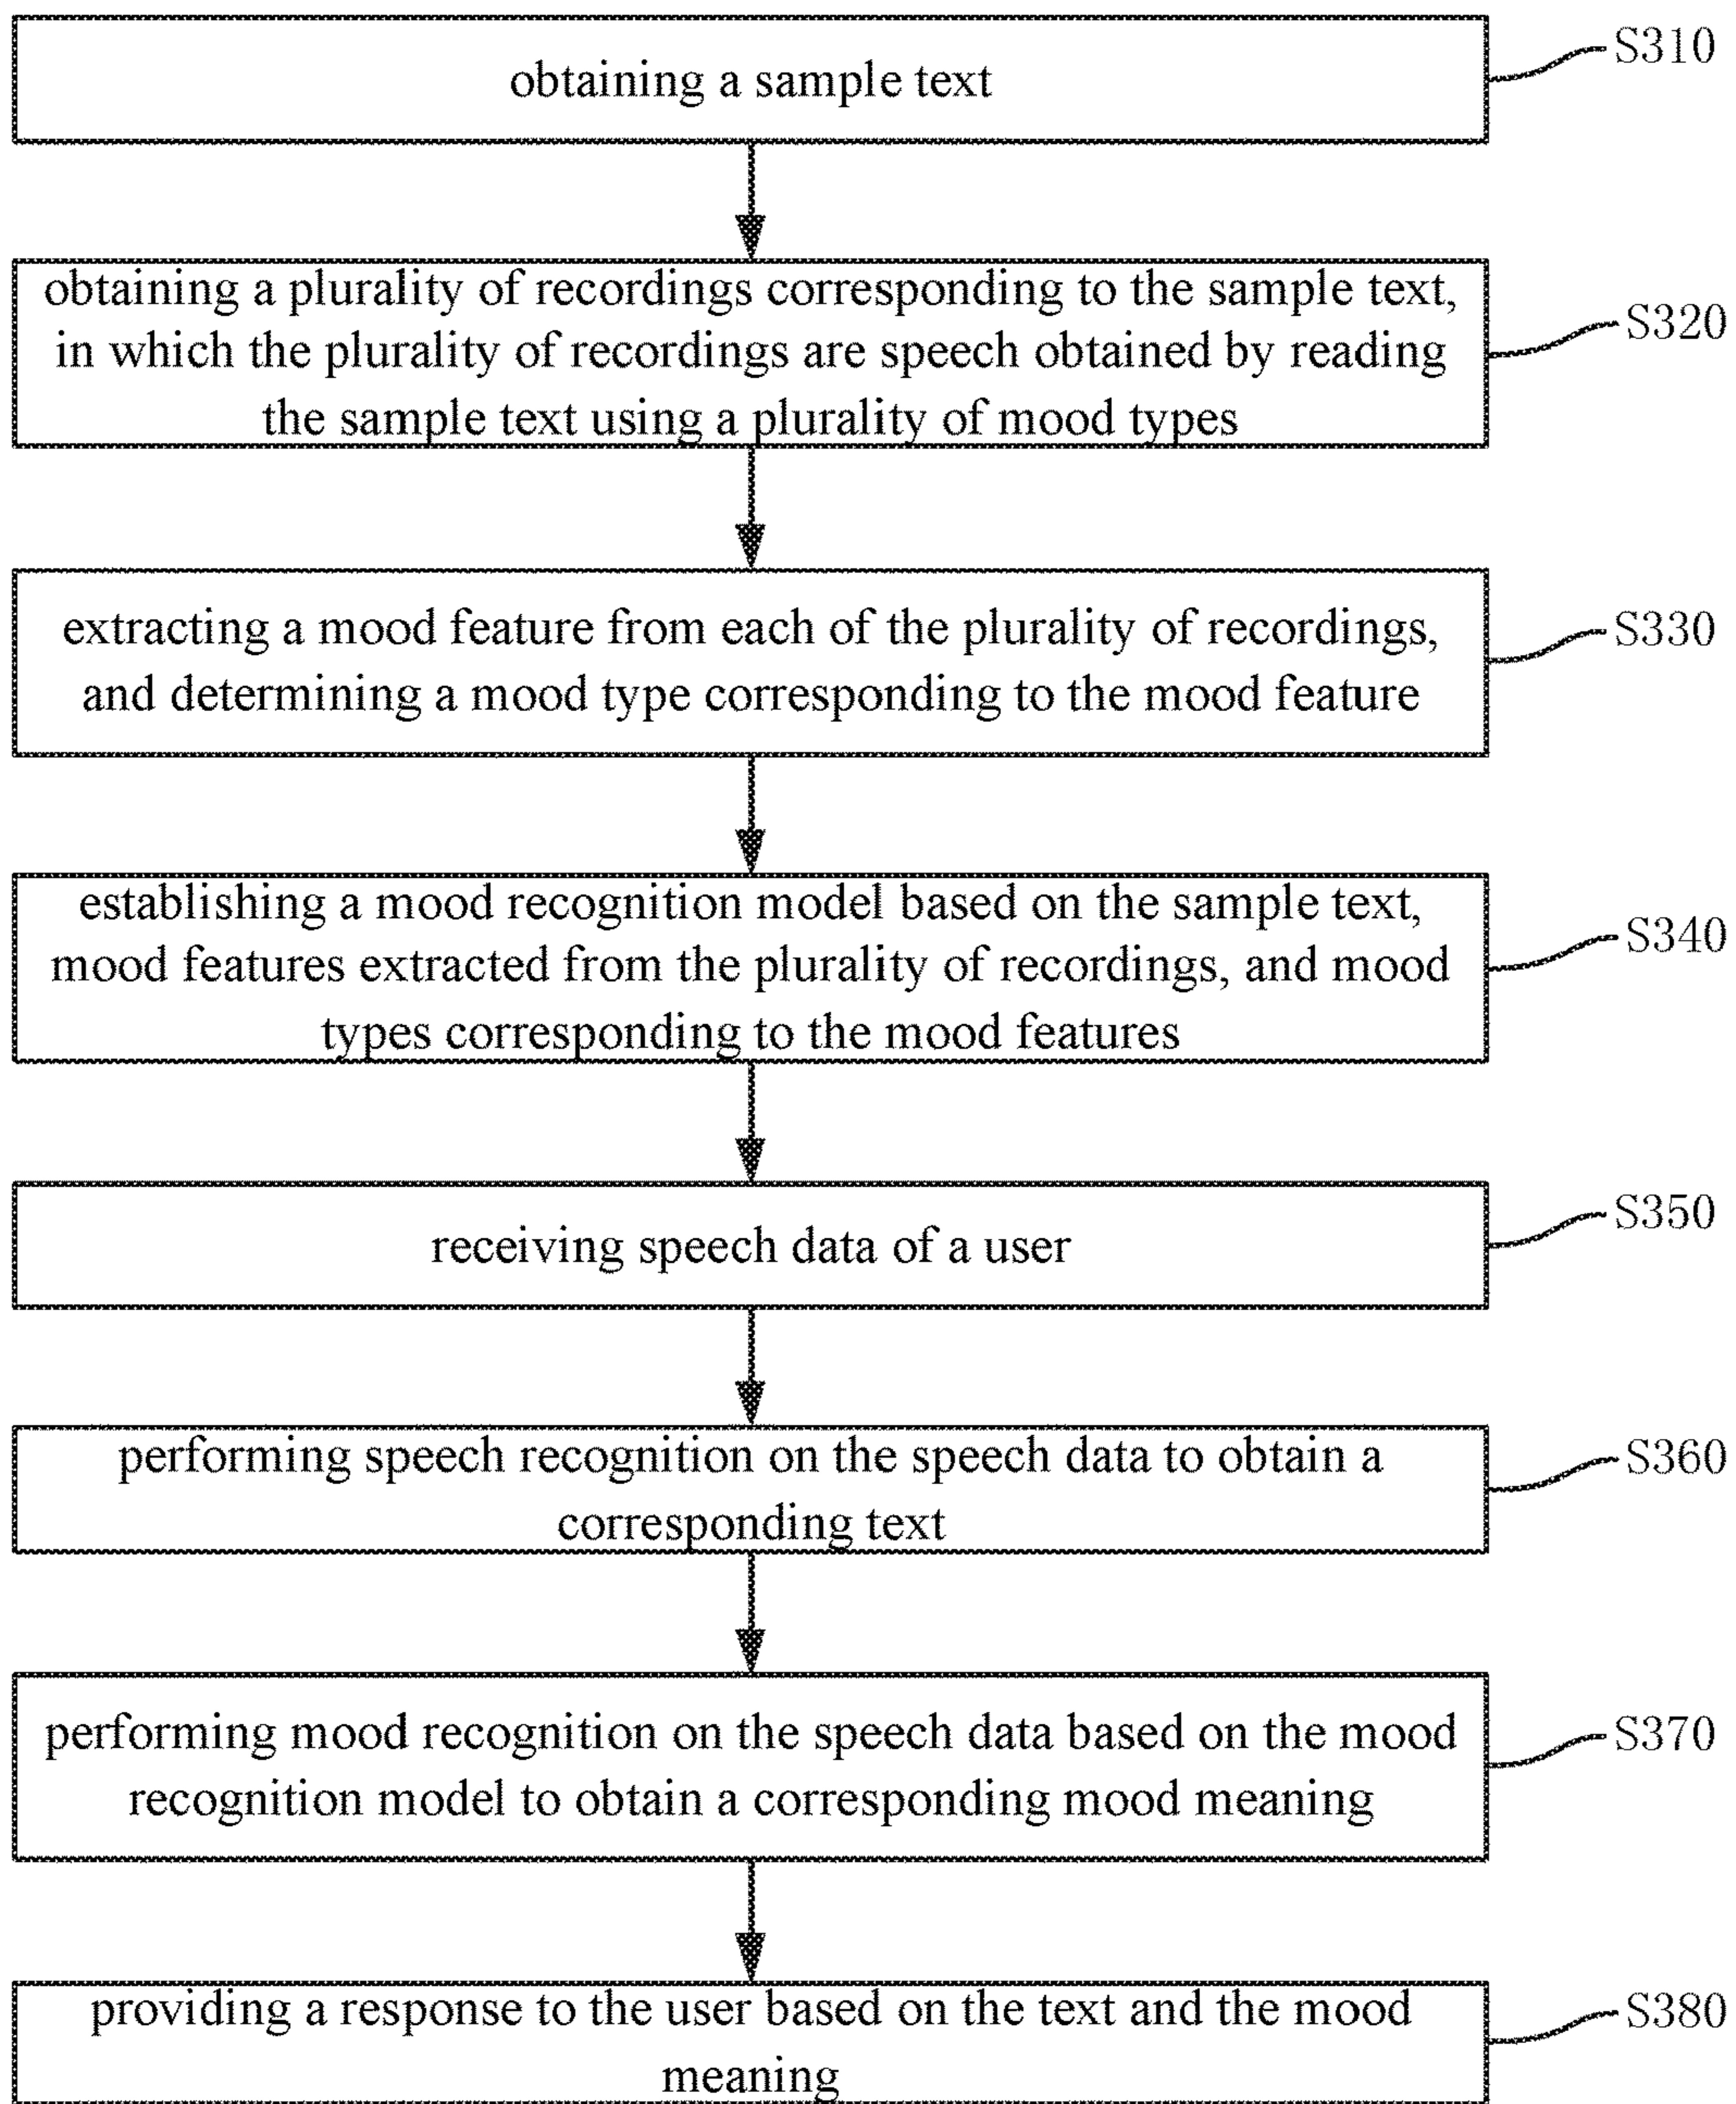 obtaining a sample text
S310
obtaining a plurality of recordings corresponding to the sample text,
in which the plurality of recordings are speech obtained by reading
the sample text using a plurality of mood types
S320
extracting a mood feature from each of the plurality of recordings,
and determining a mood type corresponding to the mood feature
S330
establishing a mood recognition model based on the sample text,
mood features extracted from the plurality of recordings, and mood
types corresponding to the mood features
S340
receiving speech data of a user
S350
performing speech recognition on the speech data to obtain a
corresponding text
S360
performing mood recognition on the speech data based on the mood
recognition model to obtain a corresponding mood meaning
S370
providing a response to the user based on the text and the mood
meaning
S380